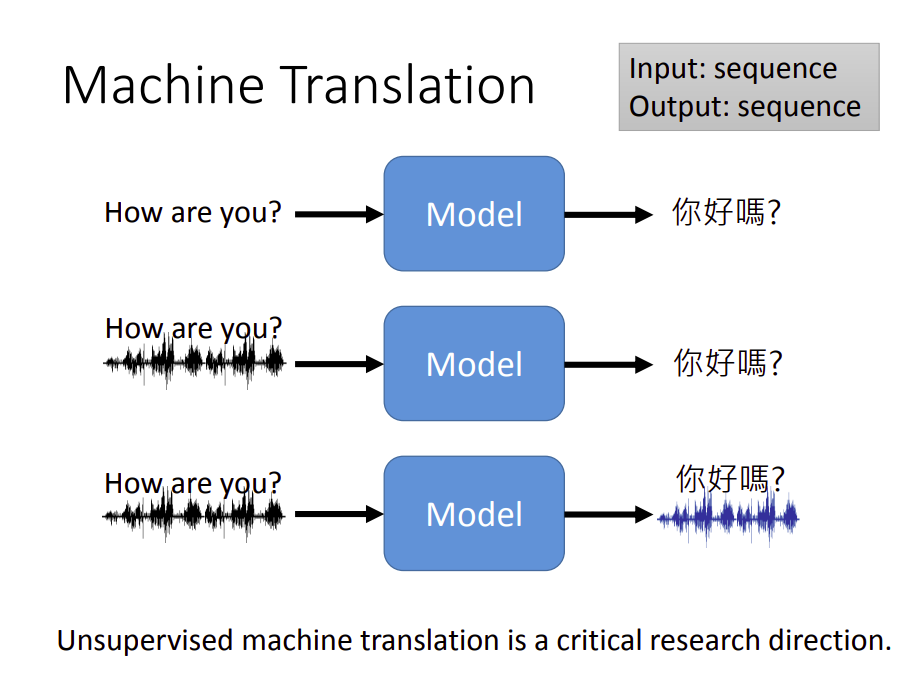 Machine Translation
Input: sequence
Output: sequence
How are you?
Model
你好嗎?
How are you?
Model
你好嗎?
How are you?
Model
你好嗎?
Unsupervised machine translation is a critical research direction.